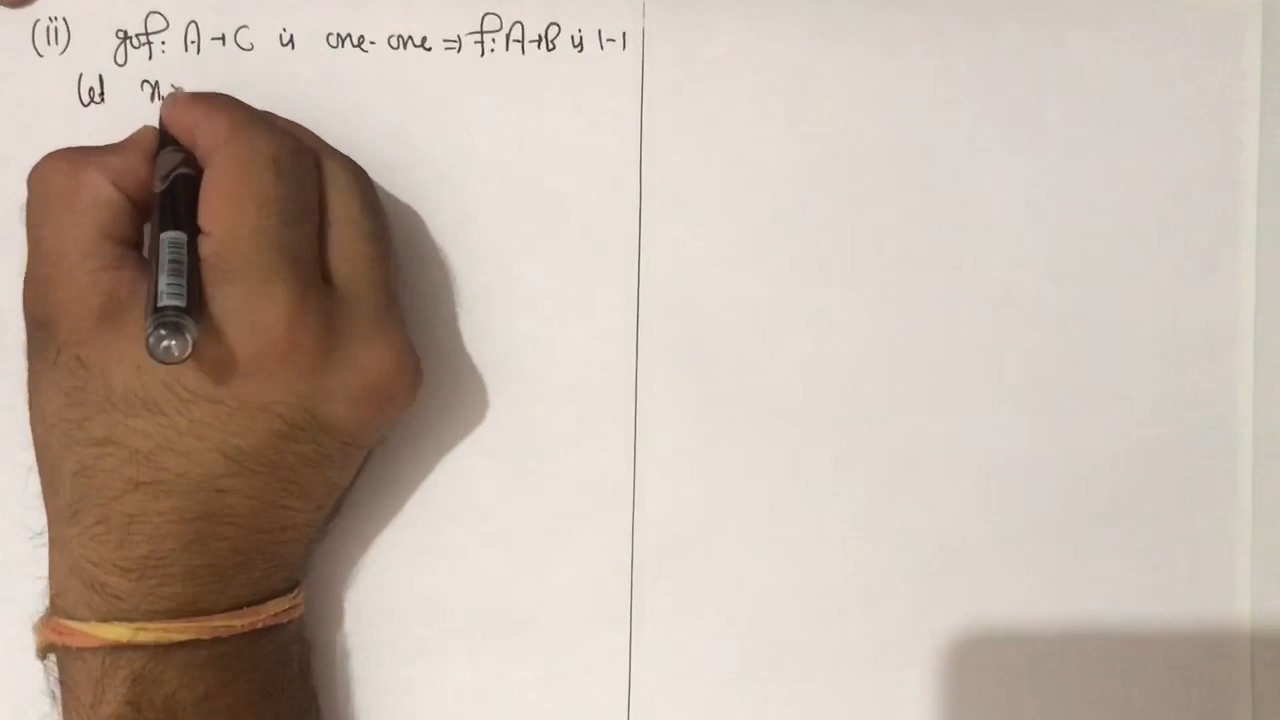 (ii) gof: A→C is one-one ⇒ f: A→B is 1-1
Let x,